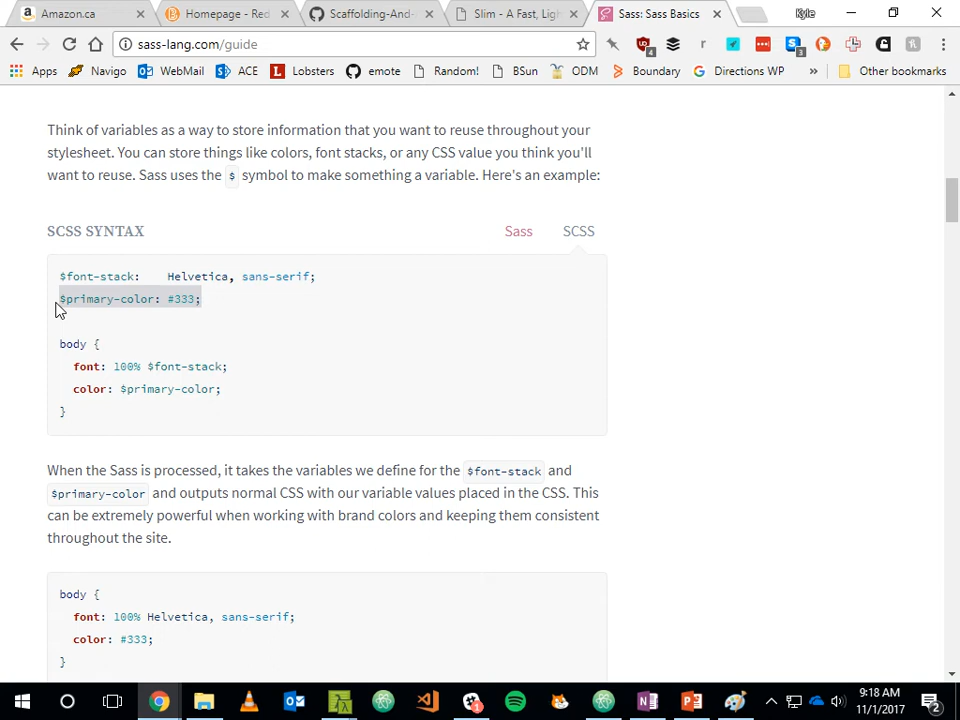 Amazon.ca
Homepage - Red
Scaffolding-And-
Slim - A Fast, Ligh
Sass: Sass Basics
Kyle
sass-lang.com/guide
4
3
Apps
Navigo
WebMail
ACE
Lobsters
emote
Random!
BSun
ODM
Boundary
Directions WP
»
Other bookmarks
Think of variables as a way to store information that you want to reuse throughout your
stylesheet. You can store things like colors, font stacks, or any CSS value you think you'll
want to reuse. Sass uses the $ symbol to make something a variable. Here's an example:
SCSS SYNTAX
Sass
SCSS
$font-stack:    Helvetica, sans-serif;
$primary-color: #333;
body {
  font: 100% $font-stack;
  color: $primary-color;
}
When the Sass is processed, it takes the variables we define for the $font-stack and
$primary-color and outputs normal CSS with our variable values placed in the CSS. This
can be extremely powerful when working with brand colors and keeping them consistent
throughout the site.
body {
  font: 100% Helvetica, sans-serif;
  color: #333;
}
9:18 AM
11/1/2017
2